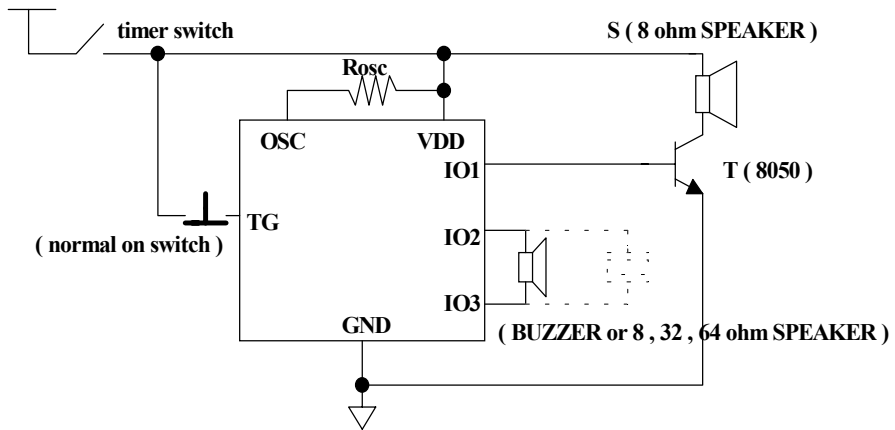 timer switch
S ( 8 ohm SPEAKER )
Rosc
OSC
VDD
IO1
T ( 8050 )
TG
( normal on switch )
IO2
IO3
GND
( BUZZER or 8 , 32 , 64 ohm SPEAKER )